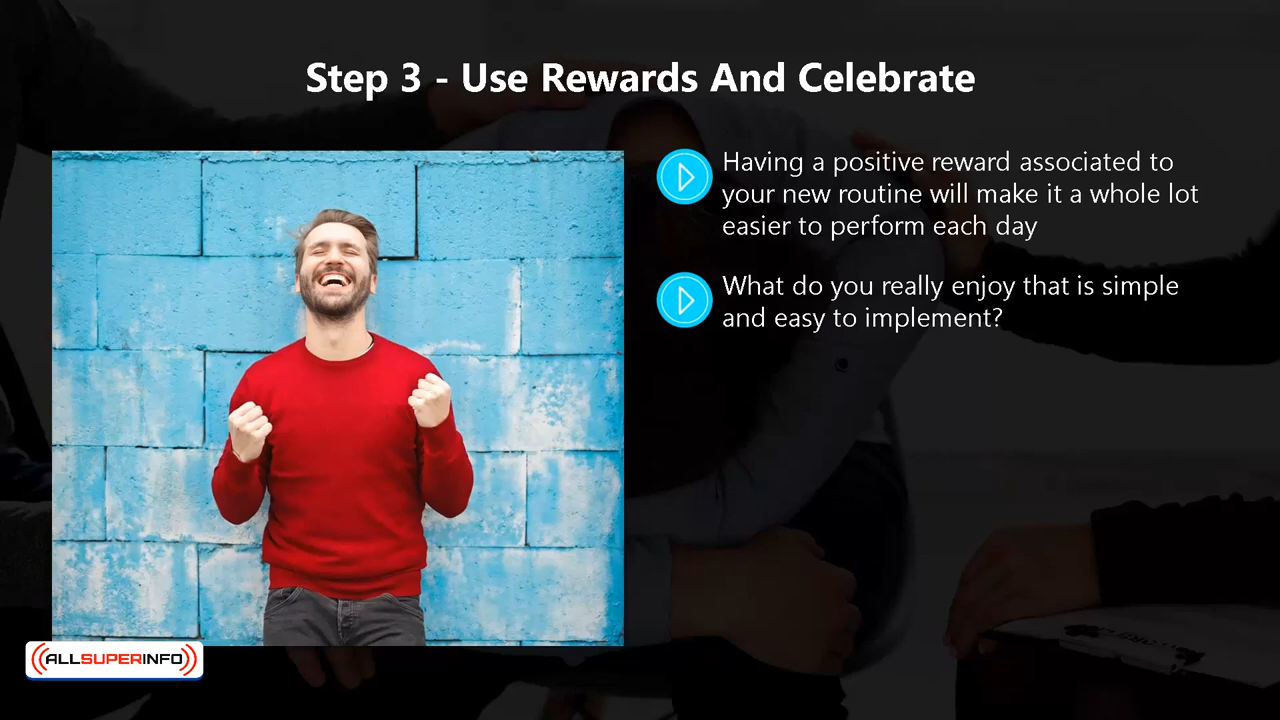 Step 3 - Use Rewards And Celebrate
Having a positive reward associated to
your new routine will make it a whole lot
easier to perform each day
What do you really enjoy that is simple
and easy to implement?
ALLSUPERINFO